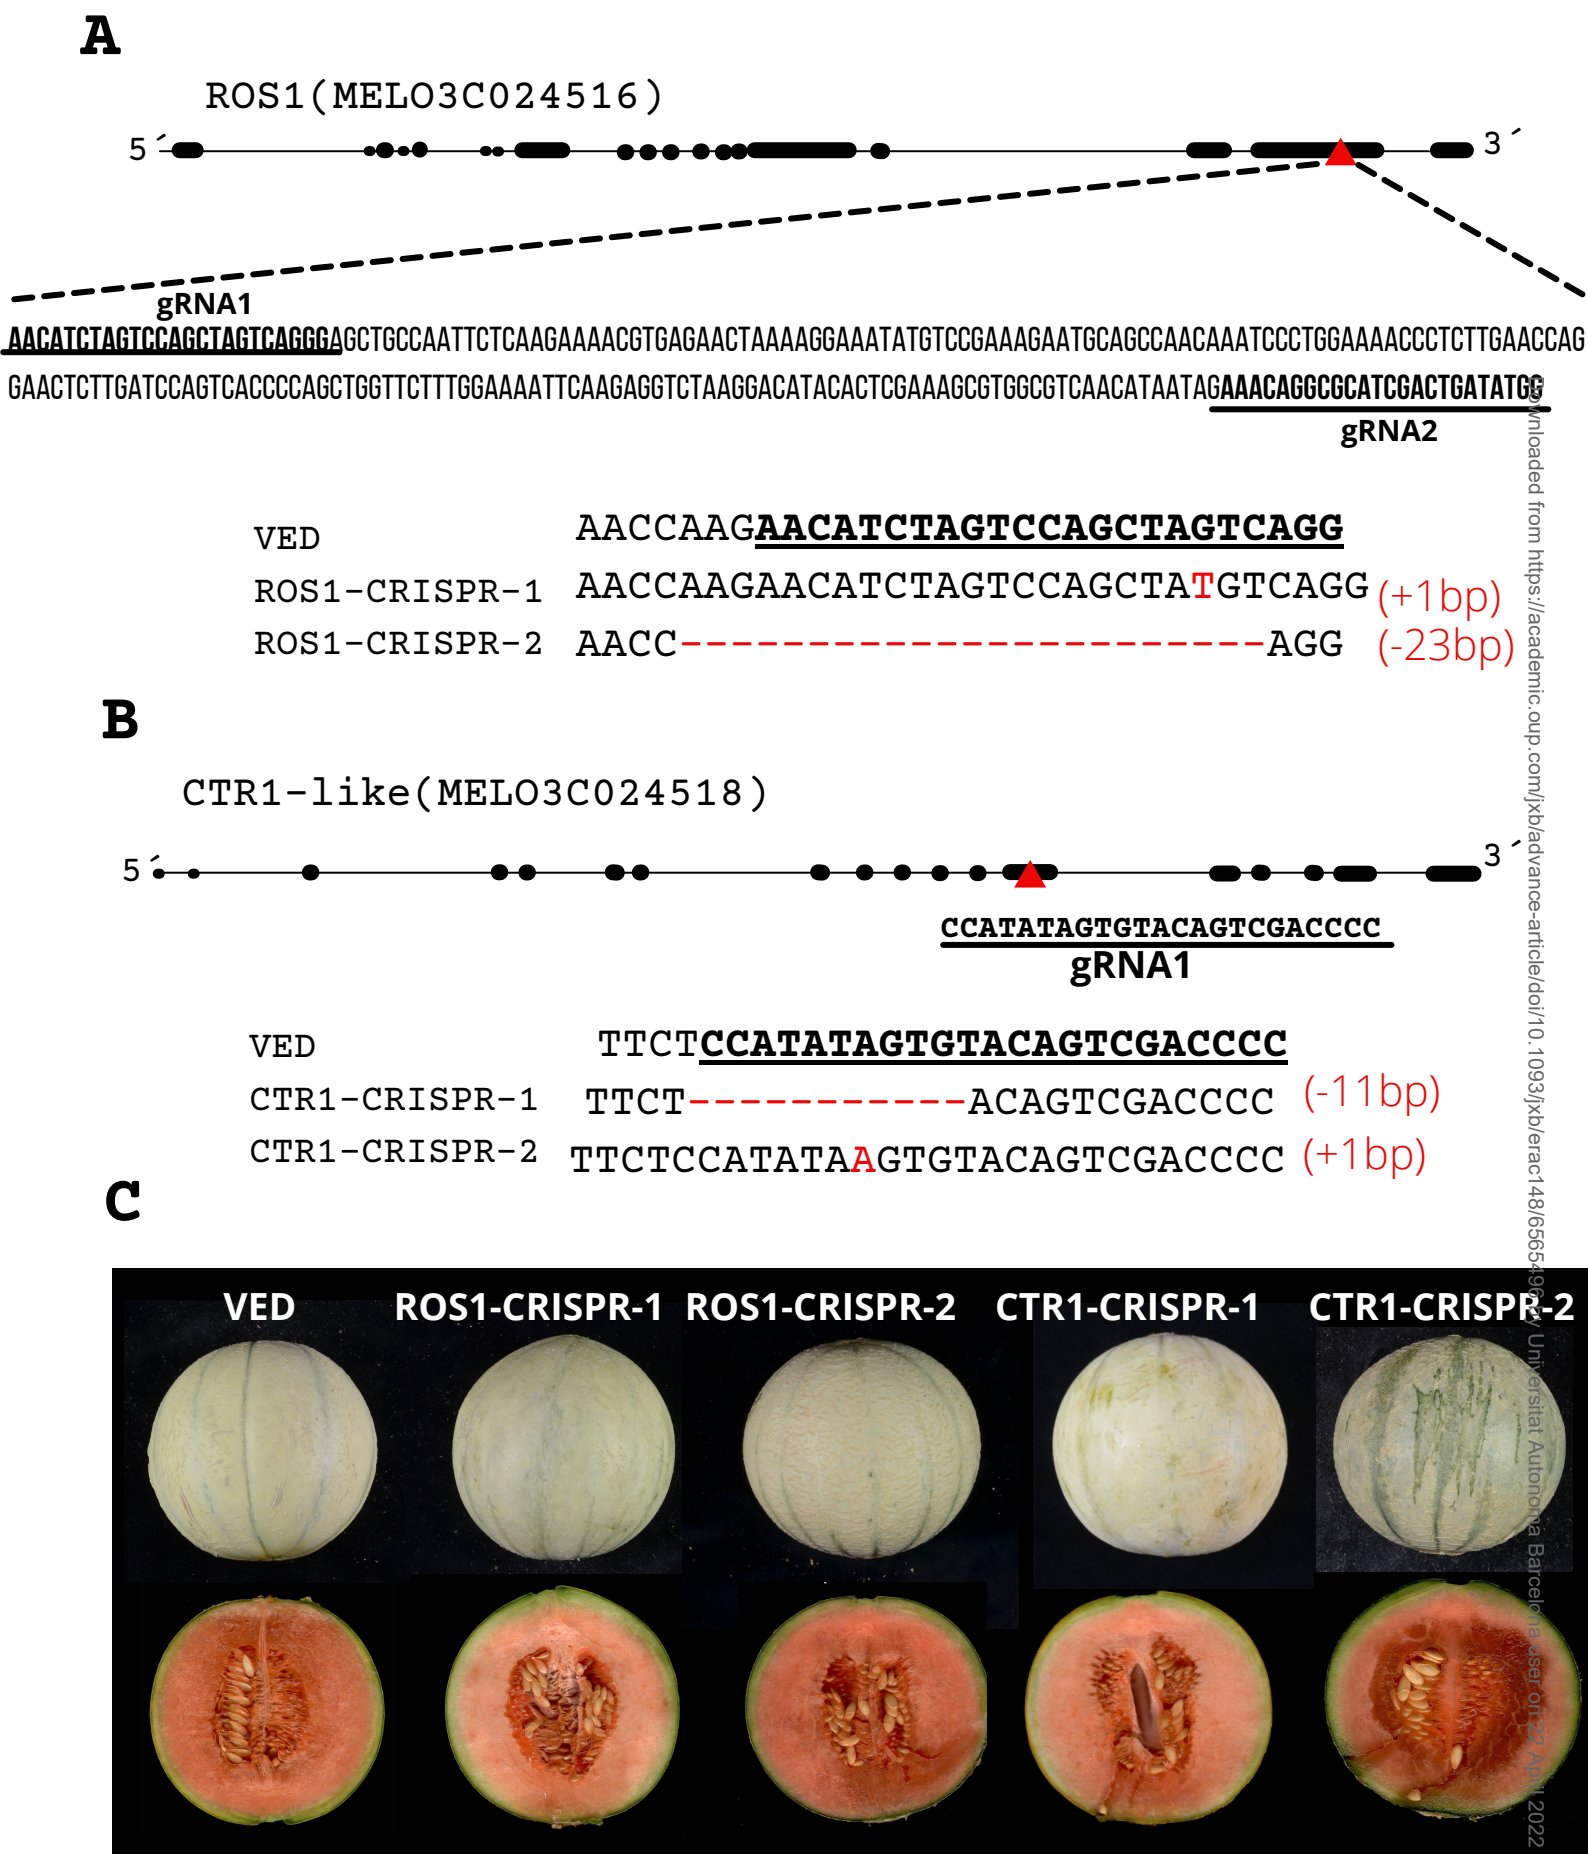 A
ROS1(MELO3C024516)
5´ 3´
gRNA1
AACATCTAGTCCAGCTAGTCAGGGAGCTGCCAATTCTCAAGAAAACGTGAGAACTAAAAGGAAATATGTCCGAAAGAATGCAGCCAACAAATCCCTGGAAAACCCTCTTGAACCAG
GAACTCTTGATCCAGTCACCCCAGCTGGTTCTTTGGAAAATTCAAGAGGTCTAAGGACATACACTCGAAAGCGTGGCGTCAACATAATAGAAACAGGCGCATCGACTGATATGG
gRNA2
VED AACCAAGAACATCTAGTCCAGCTAGTCAGG
ROS1-CRISPR-1 AACCAAGAACATCTAGTCCAGCTATGTCAGG (+1bp)
ROS1-CRISPR-2 AACC-----------------------AGG (-23bp)
B
CTR1-like(MELO3C024518)
5´ 3´
CCATATAGTGTACAGTCGACCCC
gRNA1
VED TTCTCCATATAGTGTACAGTCGACCCC
CTR1-CRISPR-1 TTCT-----------ACAGTCGACCCC (-11bp)
CTR1-CRISPR-2 TTCTCCATATAAGTGTACAGTCGACCCC (+1bp)
C
VED ROS1-CRISPR-1 ROS1-CRISPR-2 CTR1-CRISPR-1 CTR1-CRISPR-2
Downloaded from https://academic.oup.com/jxb/advance-article/doi/10.1093/jxb/erac148/6565496 by Universitat Autonoma Barcelona user on 22 April 2022